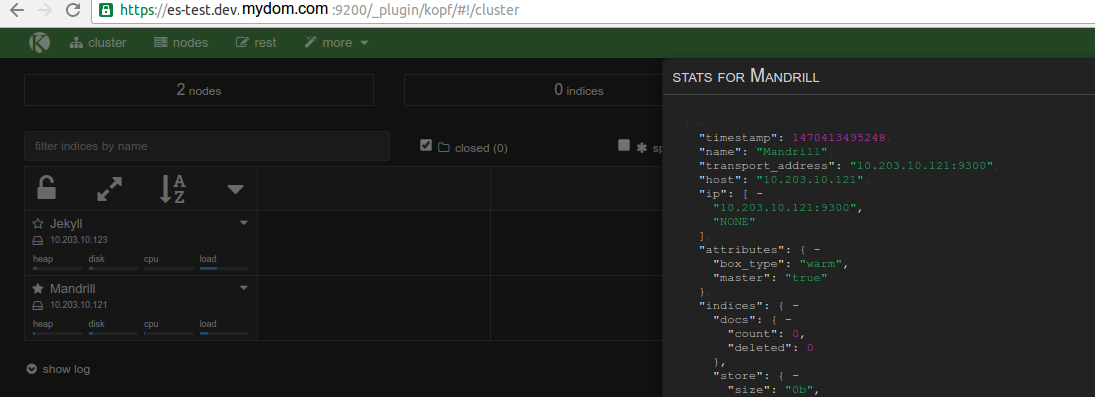 https://es-test.dev.mydom.com:9200/_plugin/kopf/#!/cluster
cluster nodes rest more
2 nodes 0 indices
filter indices by name closed (0)
Jekyll
10.203.10.123
heap disk cpu load
Mandrill
10.203.10.121
heap disk cpu load
show log
STATS FOR MANDRILL
{ -
"timestamp": 1470413495248,
"name": "Mandrill",
"transport_address": "10.203.10.121:9300",
"host": "10.203.10.121",
"ip": [ -
"10.203.10.121:9300",
"NONE"
],
"attributes": { -
"box_type": "warm",
"master": "true"
},
"indices": { -
"docs": { -
"count": 0,
"deleted": 0
},
"store": { -
"size": "0b",